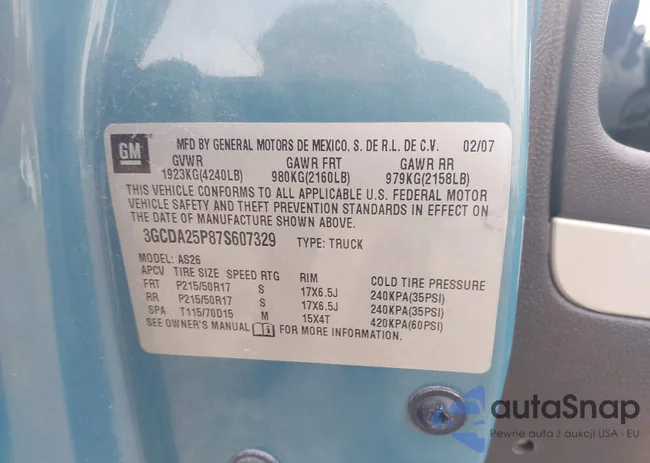 GM
MFD BY GENERAL MOTORS DE MEXICO, S. DE R.L. DE C.V. 02/07
GVWR GAWR FRT GAWR RR
1923KG(4240LB) 980KG(2160LB) 979KG(2158LB)
THIS VEHICLE CONFORMS TO ALL APPLICABLE U.S. FEDERAL MOTOR
VEHICLE SAFETY AND THEFT PREVENTION STANDARDS IN EFFECT ON
THE DATE OF MANUFACTURE SHOWN ABOVE.
3GCDA25P87S607329 TYPE: TRUCK
MODEL: AS26
APCV TIRE SIZE SPEED RTG RIM COLD TIRE PRESSURE
FRT P215/50R17 S 17X6.5J 240KPA(35PSI)
RR P215/50R17 S 17X6.5J 240KPA(35PSI)
SPA T115/70D15 M 15X4T 420KPA(60PSI)
SEE OWNER'S MANUAL FOR MORE INFORMATION.
autaSnap
Pewne auta z aukcji USA i EU